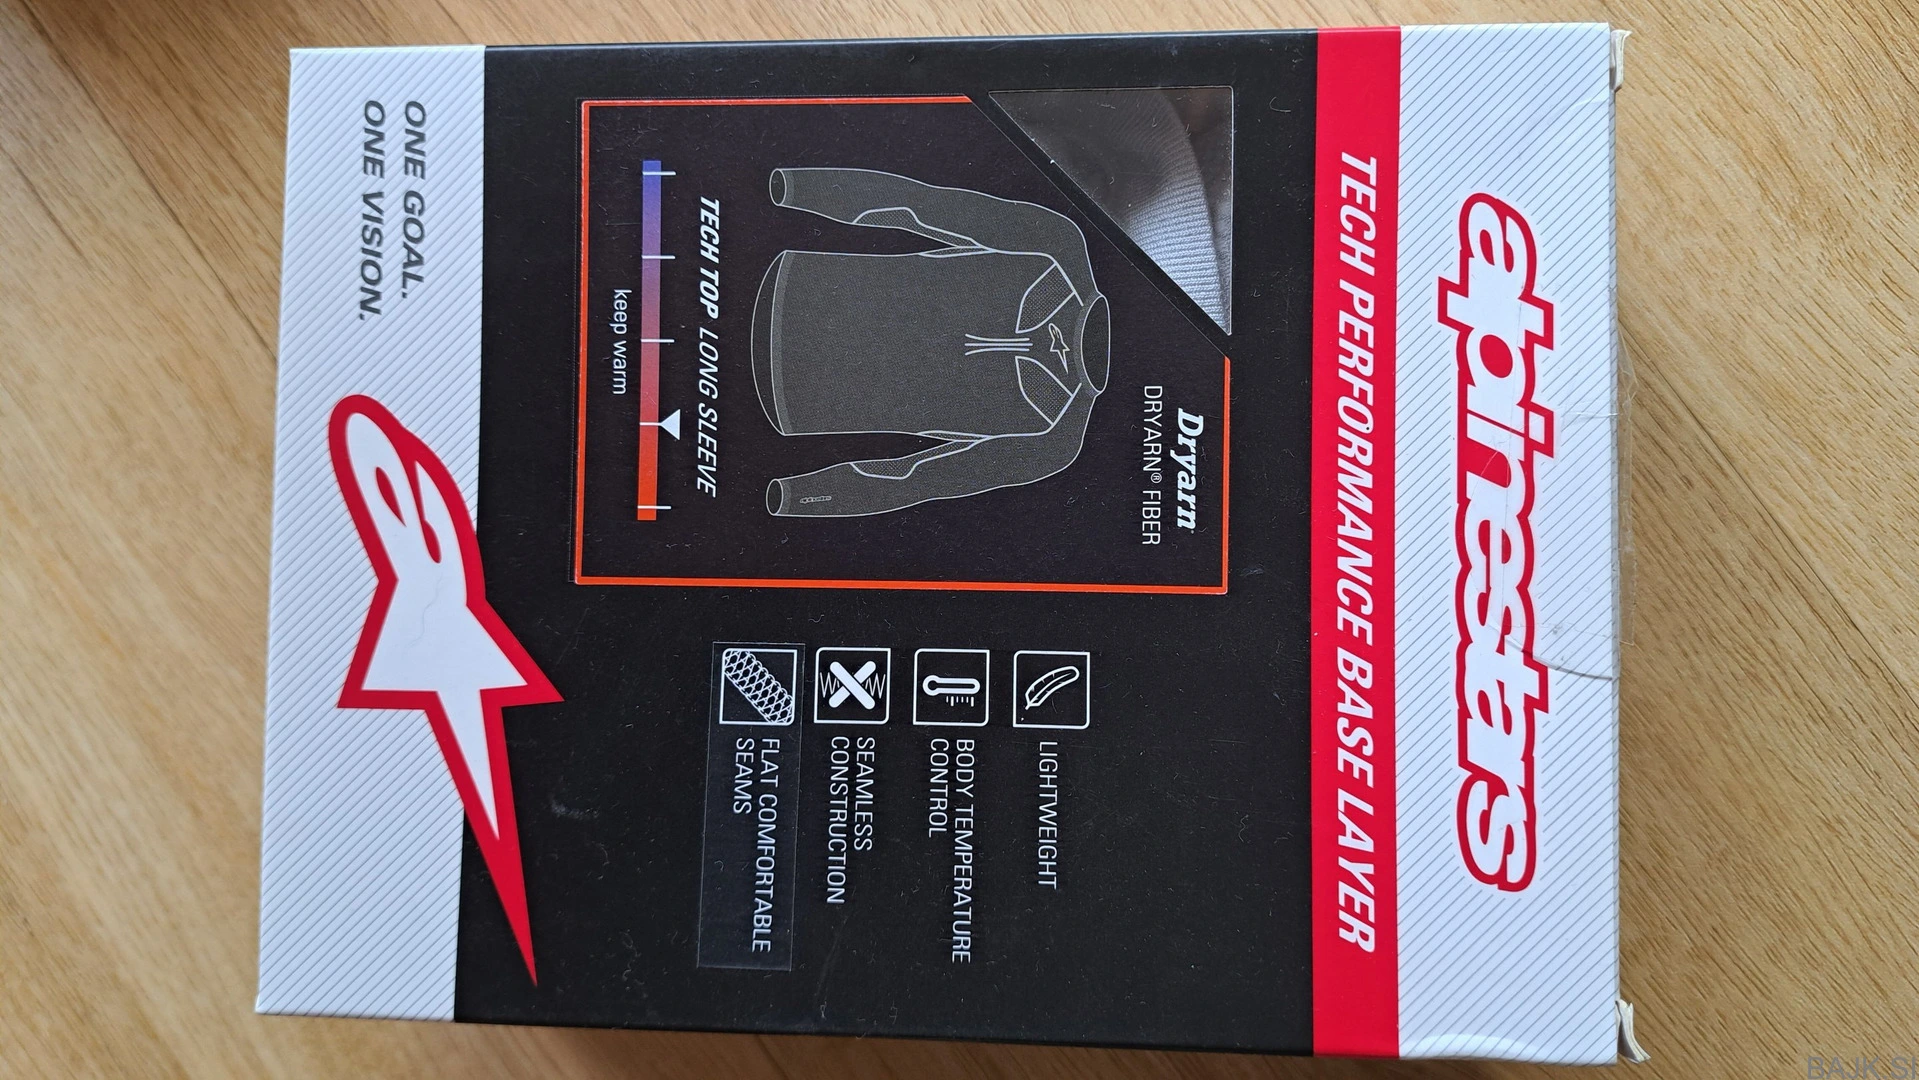 alpinestars
TECH PERFORMANCE BASE LAYER
Dryarn
DRYARN® FIBER
TECH TOP LONG SLEEVE
keep warm
LIGHTWEIGHT
BODY TEMPERATURE
CONTROL
SEAMLESS
CONSTRUCTION
FLAT COMFORTABLE
SEAMS
ONE GOAL.
ONE VISION.
BAJK.SI